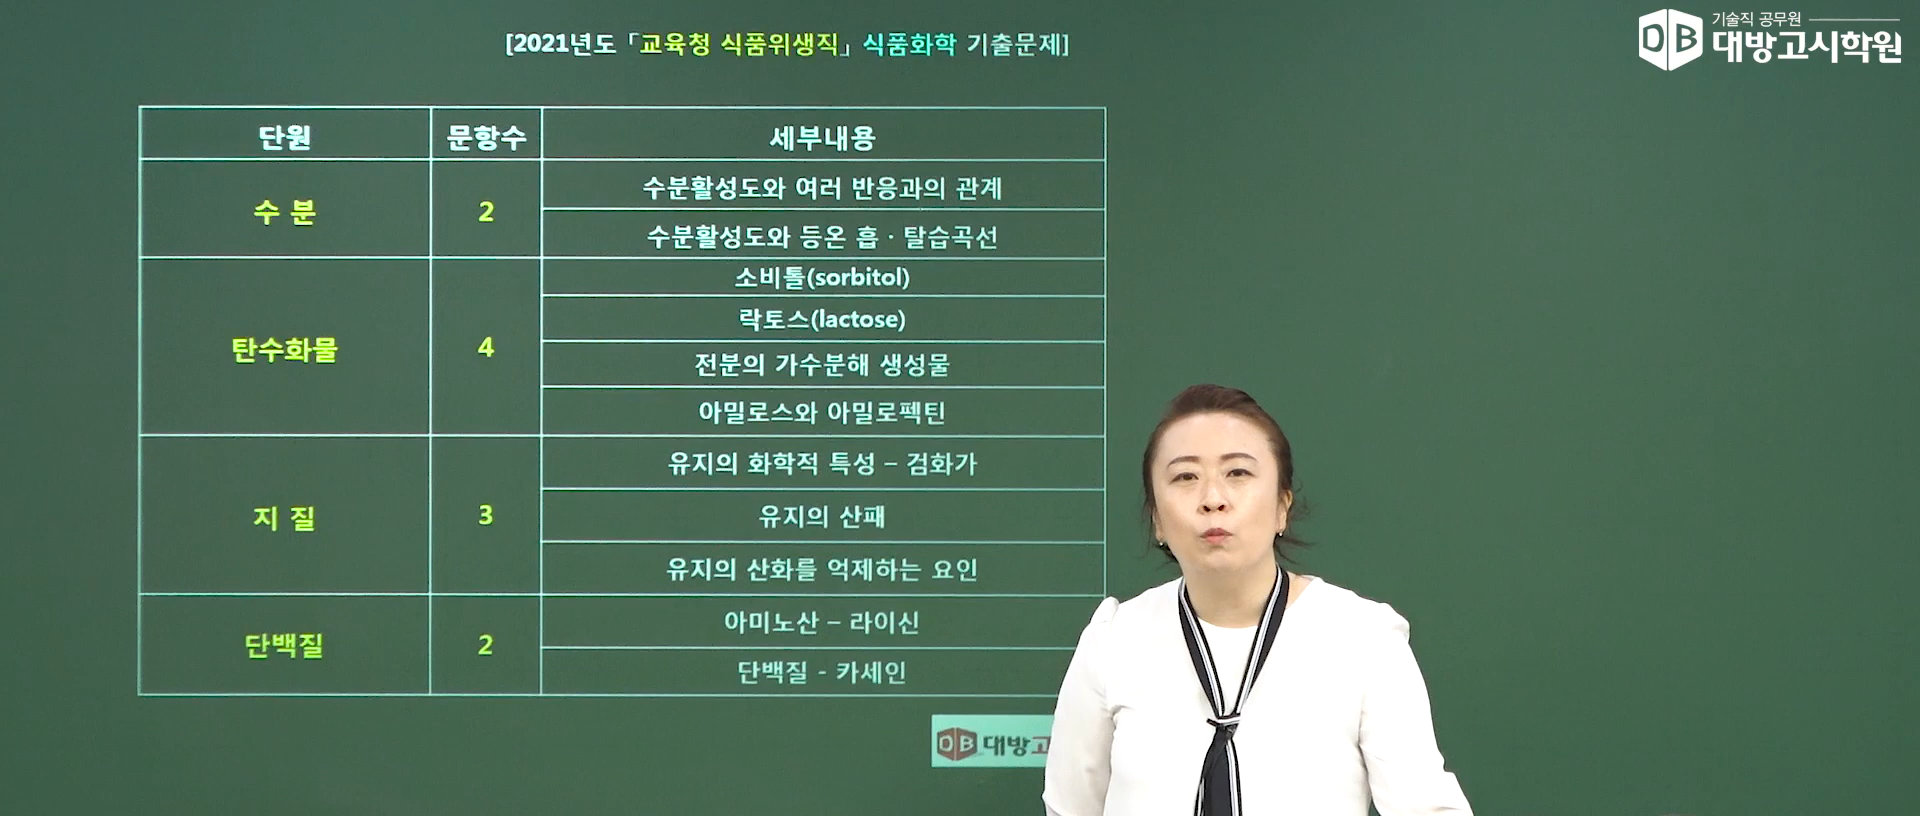 [2021년도 「교육청 식품위생직」 식품화학 기출문제]
기술직 공무원
대방고시학원
단원 문항수 세부내용
수 분 2 수분활성도와 여러 반응과의 관계
수분활성도와 등온 흡 · 탈습곡선
탄수화물 4 소비톨(sorbitol)
락토스(lactose)
전분의 가수분해 생성물
아밀로스와 아밀로펙틴
지 질 3 유지의 화학적 특성 – 검화가
유지의 산패
유지의 산화를 억제하는 요인
단백질 2 아미노산 – 라이신
단백질 - 카세인
DB 대방고